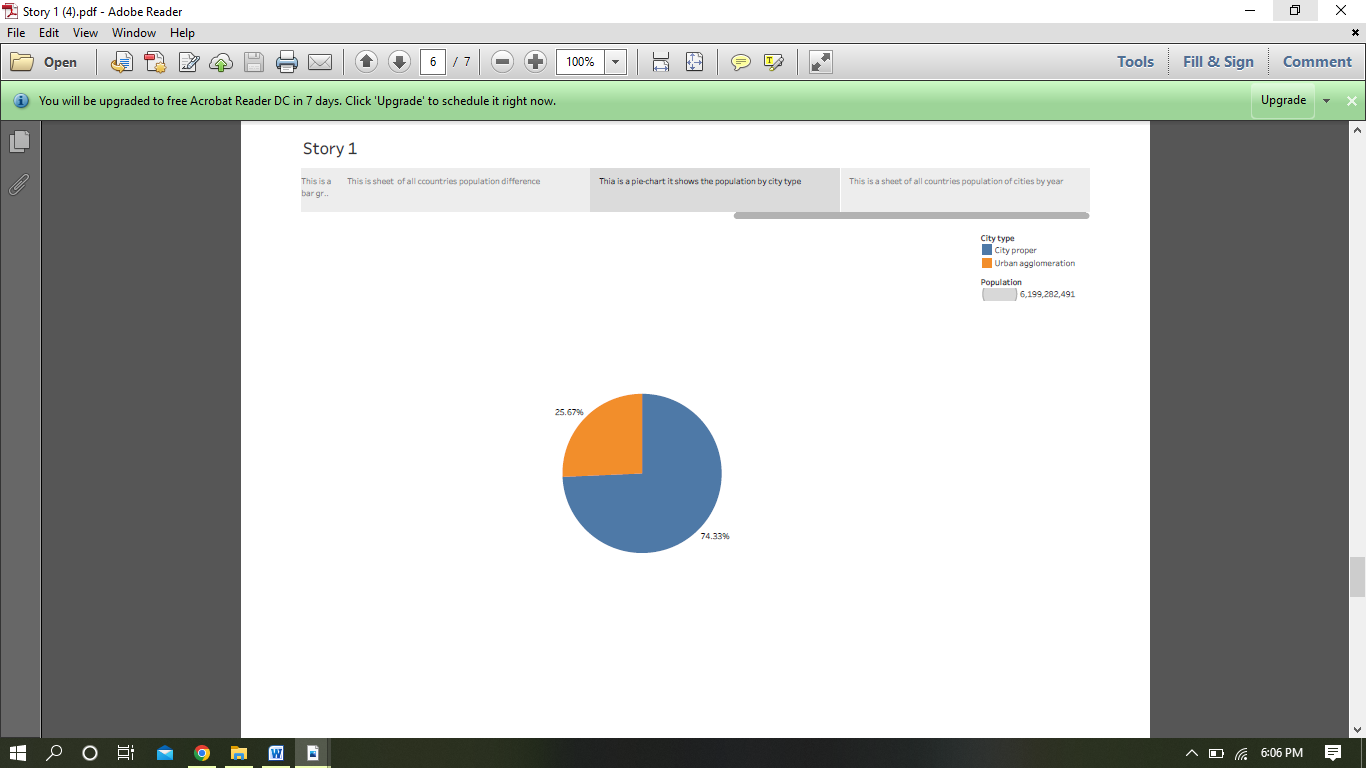 Story 1 (4).pdf - Adobe Reader
File Edit View Window Help
Open 6 / 7 100% Tools Fill & Sign Comment
You will be upgraded to free Acrobat Reader DC in 7 days. Click 'Upgrade' to schedule it right now. Upgrade
Story 1
This is a
bar gr..
This is sheet of all ccountries population difference
Thia is a pie-chart it shows the population by city type
This is a sheet of all countries population of cities by year
City type
City proper
Urban agglomeration
Population
6,199,282,491
25.67%
74.33%
6:06 PM